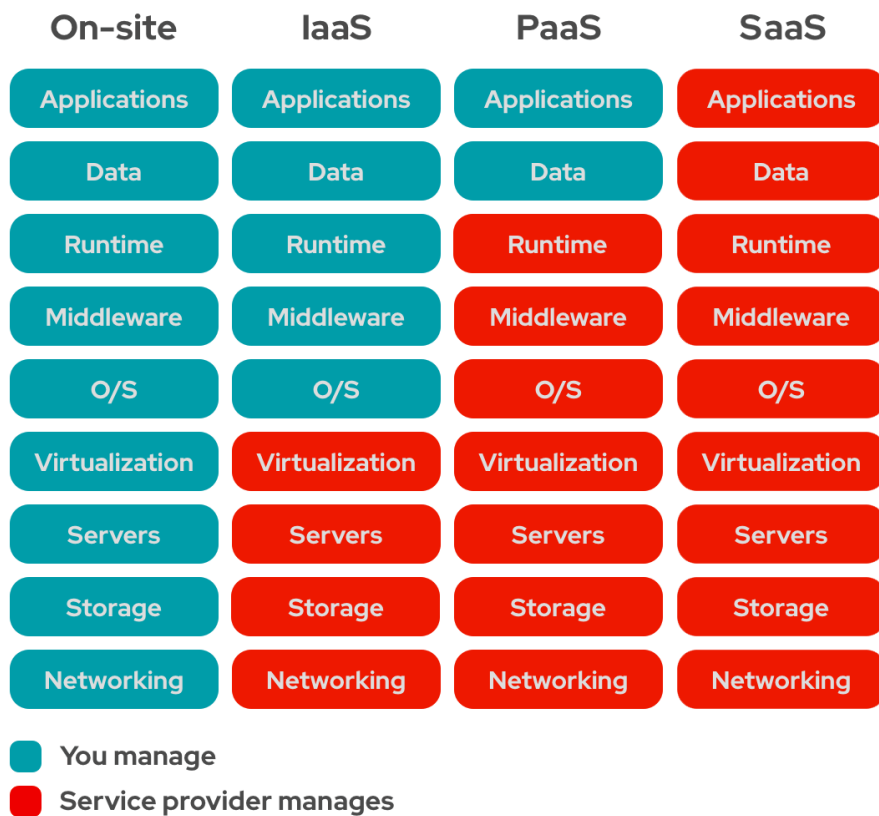 On-site IaaS PaaS SaaS
Applications Applications Applications Applications
Data Data Data Data
Runtime Runtime Runtime Runtime
Middleware Middleware Middleware Middleware
O/S O/S O/S O/S
Virtualization Virtualization Virtualization Virtualization
Servers Servers Servers Servers
Storage Storage Storage Storage
Networking Networking Networking Networking
You manage
Service provider manages